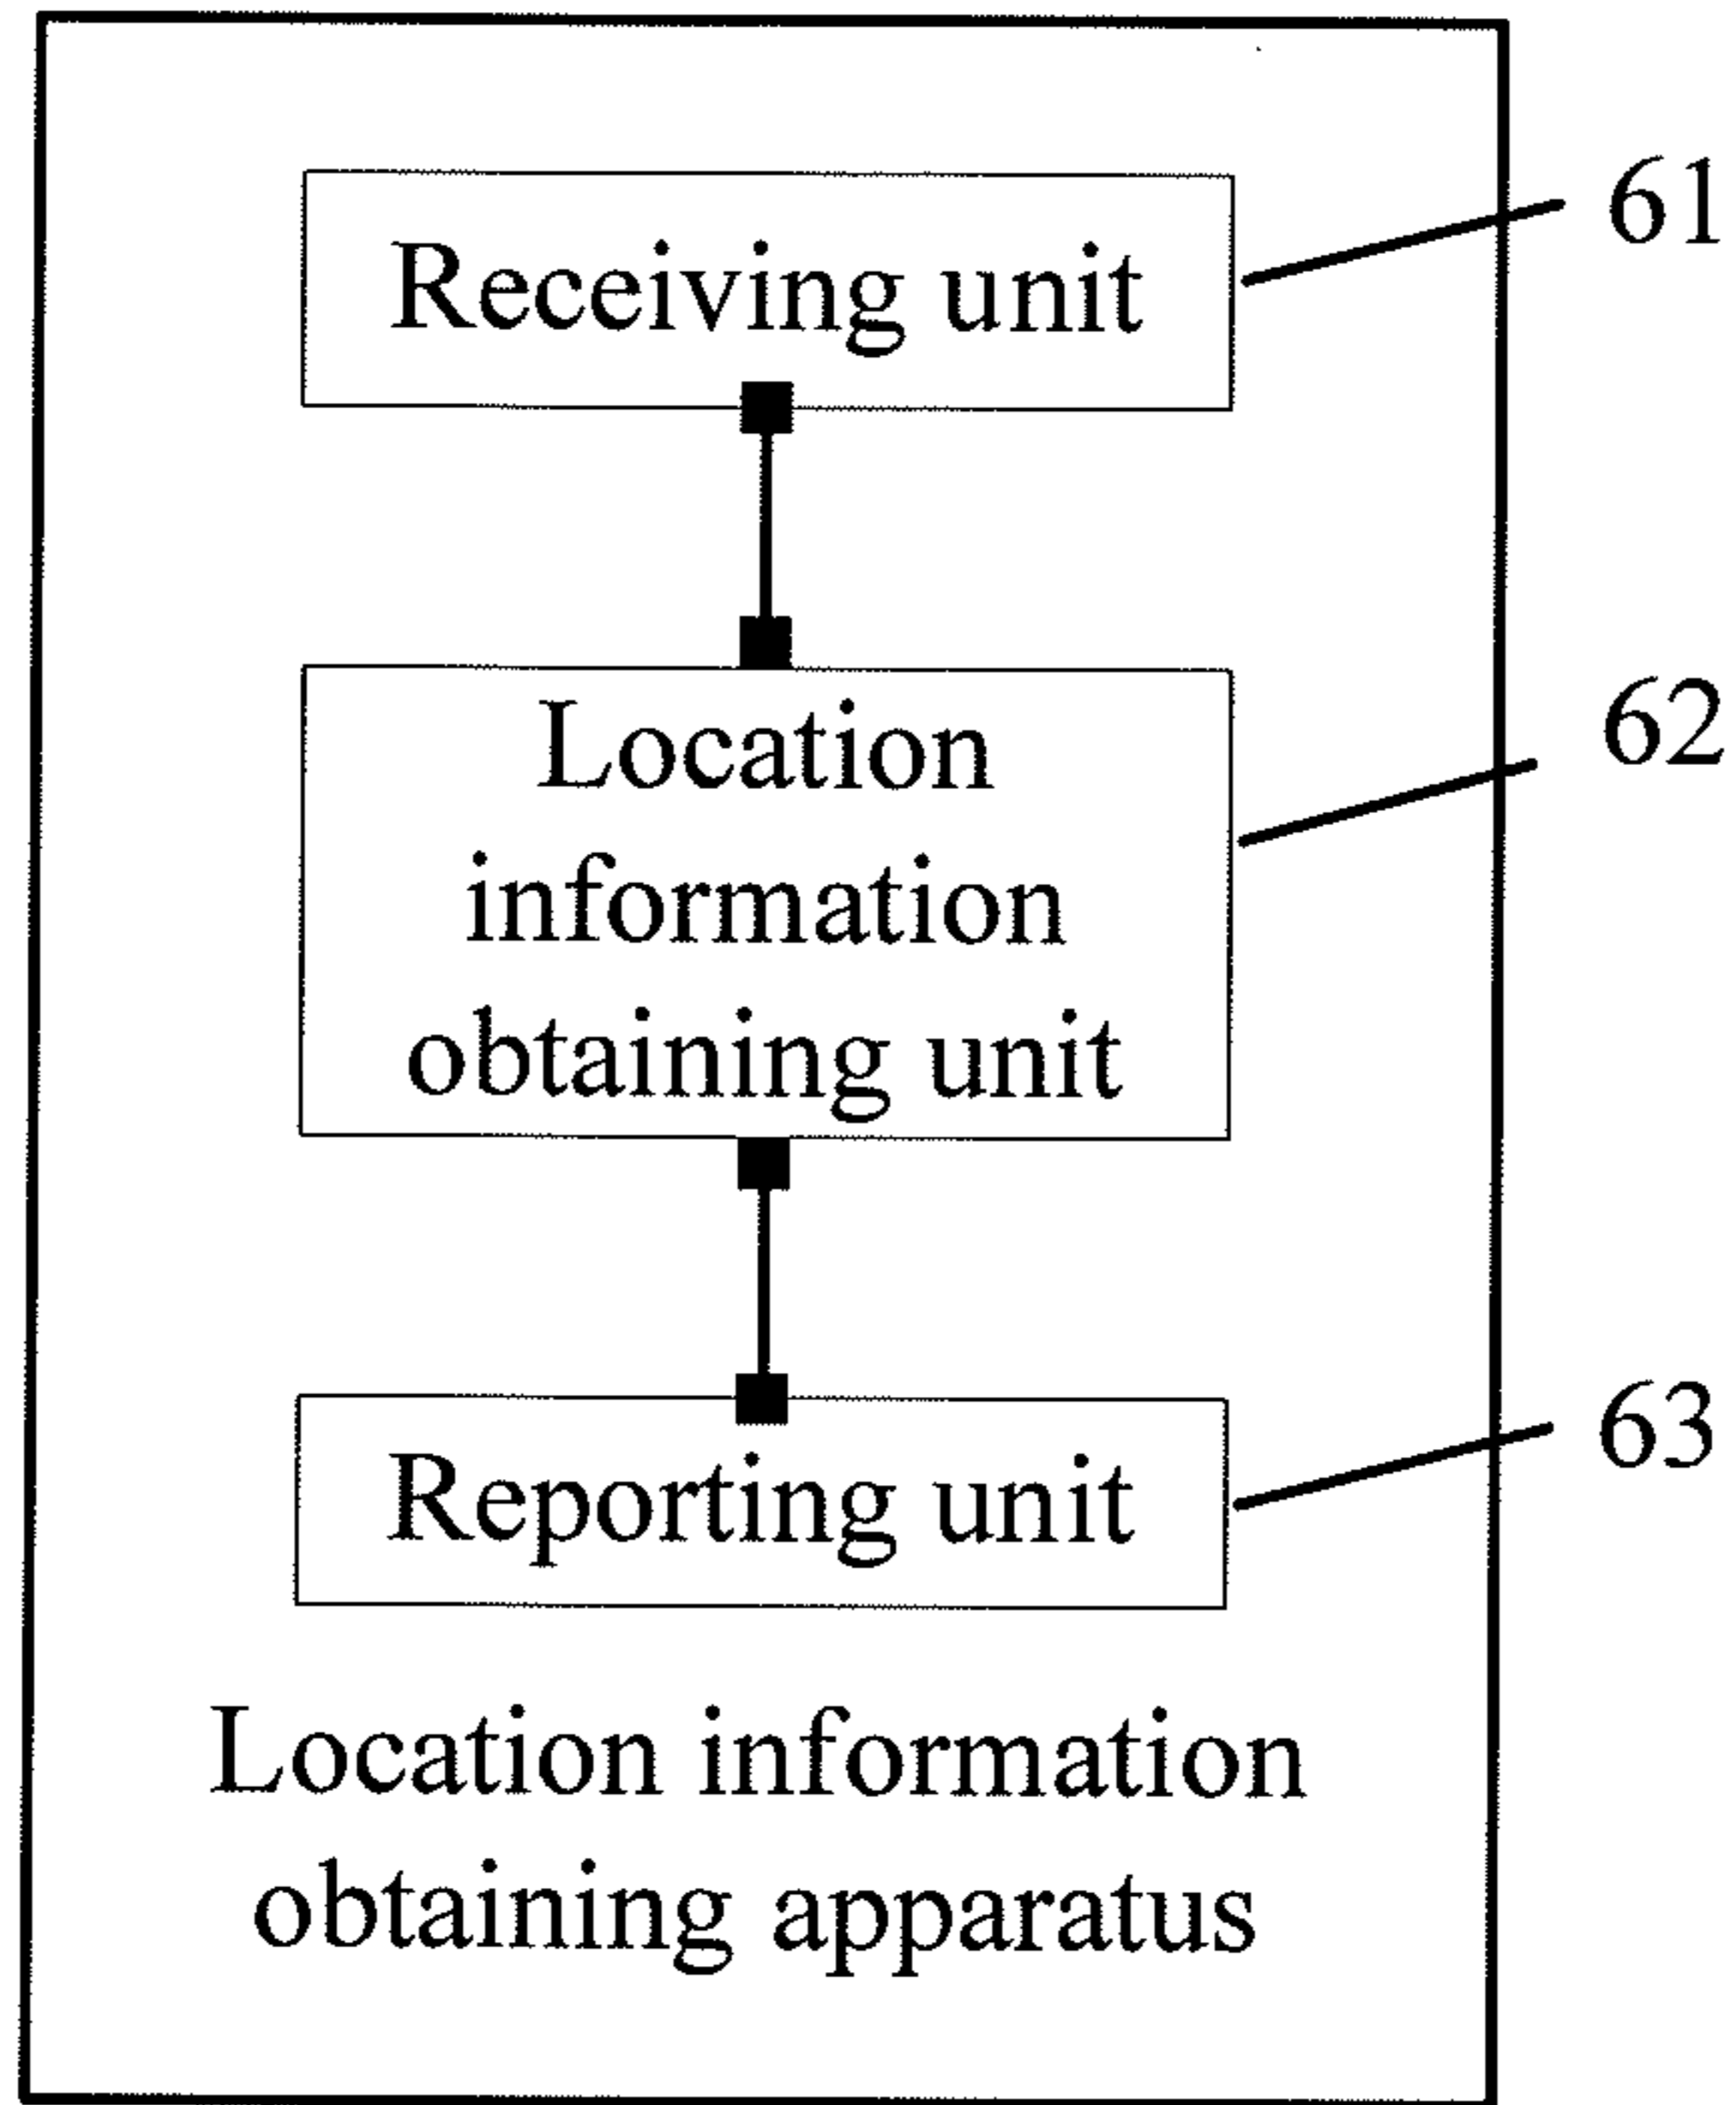 Receiving unit
61
Location
information
obtaining unit
62
Reporting unit
63
Location information
obtaining apparatus